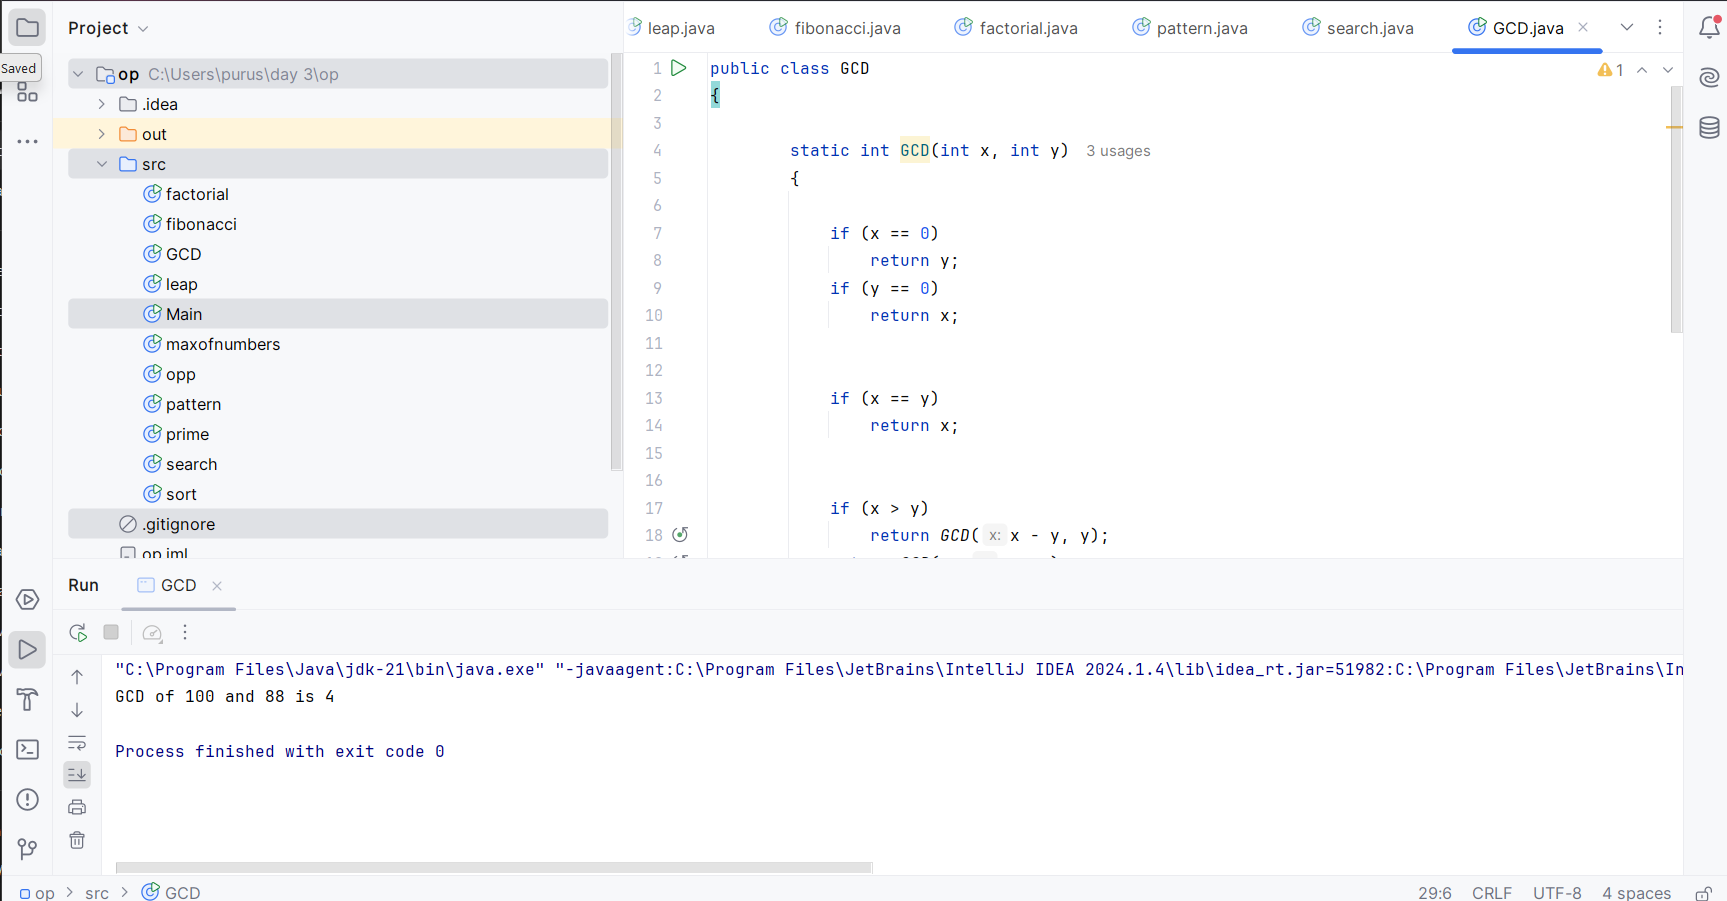 Project
leap.java fibonacci.java factorial.java pattern.java search.java GCD.java
Saved
op C:\Users\purus\day 3\op
.idea
out
src
factorial
fibonacci
GCD
leap
Main
maxofnumbers
opp
pattern
prime
search
sort
.gitignore
op.iml
1 public class GCD
2 {
3
4 static int GCD(int x, int y) 3 usages
5 {
6
7 if (x == 0)
8 return y;
9 if (y == 0)
10 return x;
11
12
13 if (x == y)
14 return x;
15
16
17 if (x > y)
18 return GCD( x: x - y, y);
1
Run GCD
"C:\Program Files\Java\jdk-21\bin\java.exe" "-javaagent:C:\Program Files\JetBrains\IntelliJ IDEA 2024.1.4\lib\idea_rt.jar=51982:C:\Program Files\JetBrains\In
GCD of 100 and 88 is 4
Process finished with exit code 0
op > src > GCD
29:6 CRLF UTF-8 4 spaces